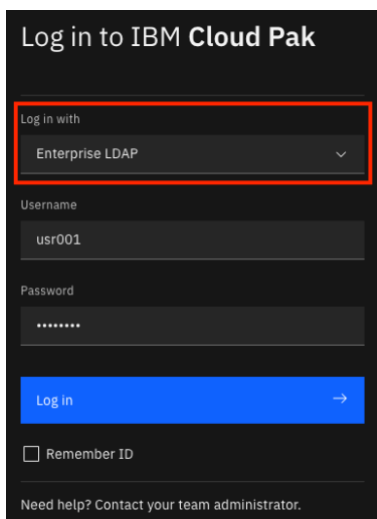 Log in to IBM Cloud Pak
Log in with
Enterprise LDAP
Username
usr001
Password
••••••••
Log in
Remember ID
Need help? Contact your team administrator.